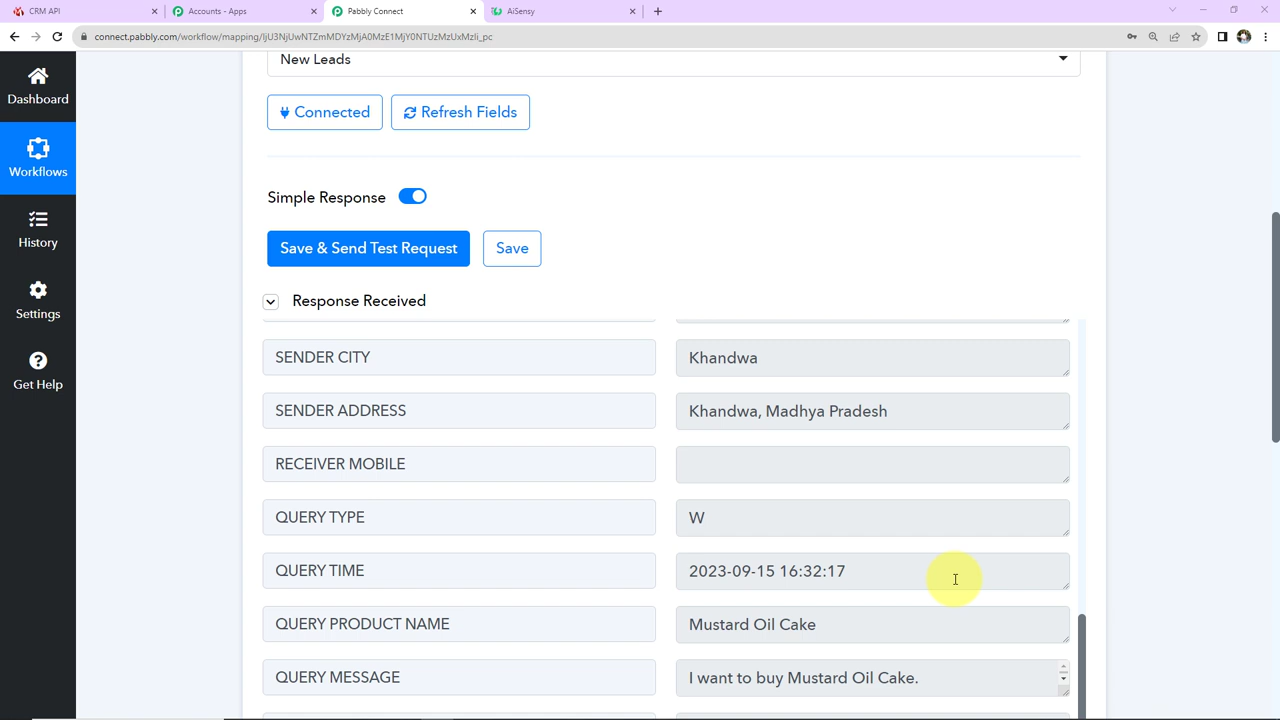 CRM API
Accounts - Apps
Pabbly Connect
AiSensy
connect.pabbly.com/workflow/mapping/IjU3NjUwNTZmMDYzMjA0MzE1MjY0NTUzMzUxMzIi_pc
Dashboard
Workflows
History
Settings
Get Help
New Leads
Connected
Refresh Fields
Simple Response
Save & Send Test Request
Save
Response Received
SENDER CITY
Khandwa
SENDER ADDRESS
Khandwa, Madhya Pradesh
RECEIVER MOBILE
QUERY TYPE
W
QUERY TIME
2023-09-15 16:32:17
QUERY PRODUCT NAME
Mustard Oil Cake
QUERY MESSAGE
I want to buy Mustard Oil Cake.